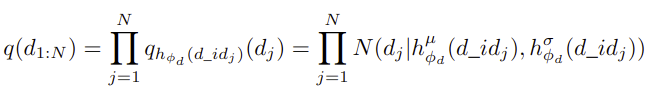 q(d_{1:N}) = \prod_{j=1}^{N} q_{h_{\phi_d}(d\_id_j)}(d_j) = \prod_{j=1}^{N} N(d_j|h^{\mu}_{\phi_d}(d\_id_j), h^{\sigma}_{\phi_d}(d\_id_j))